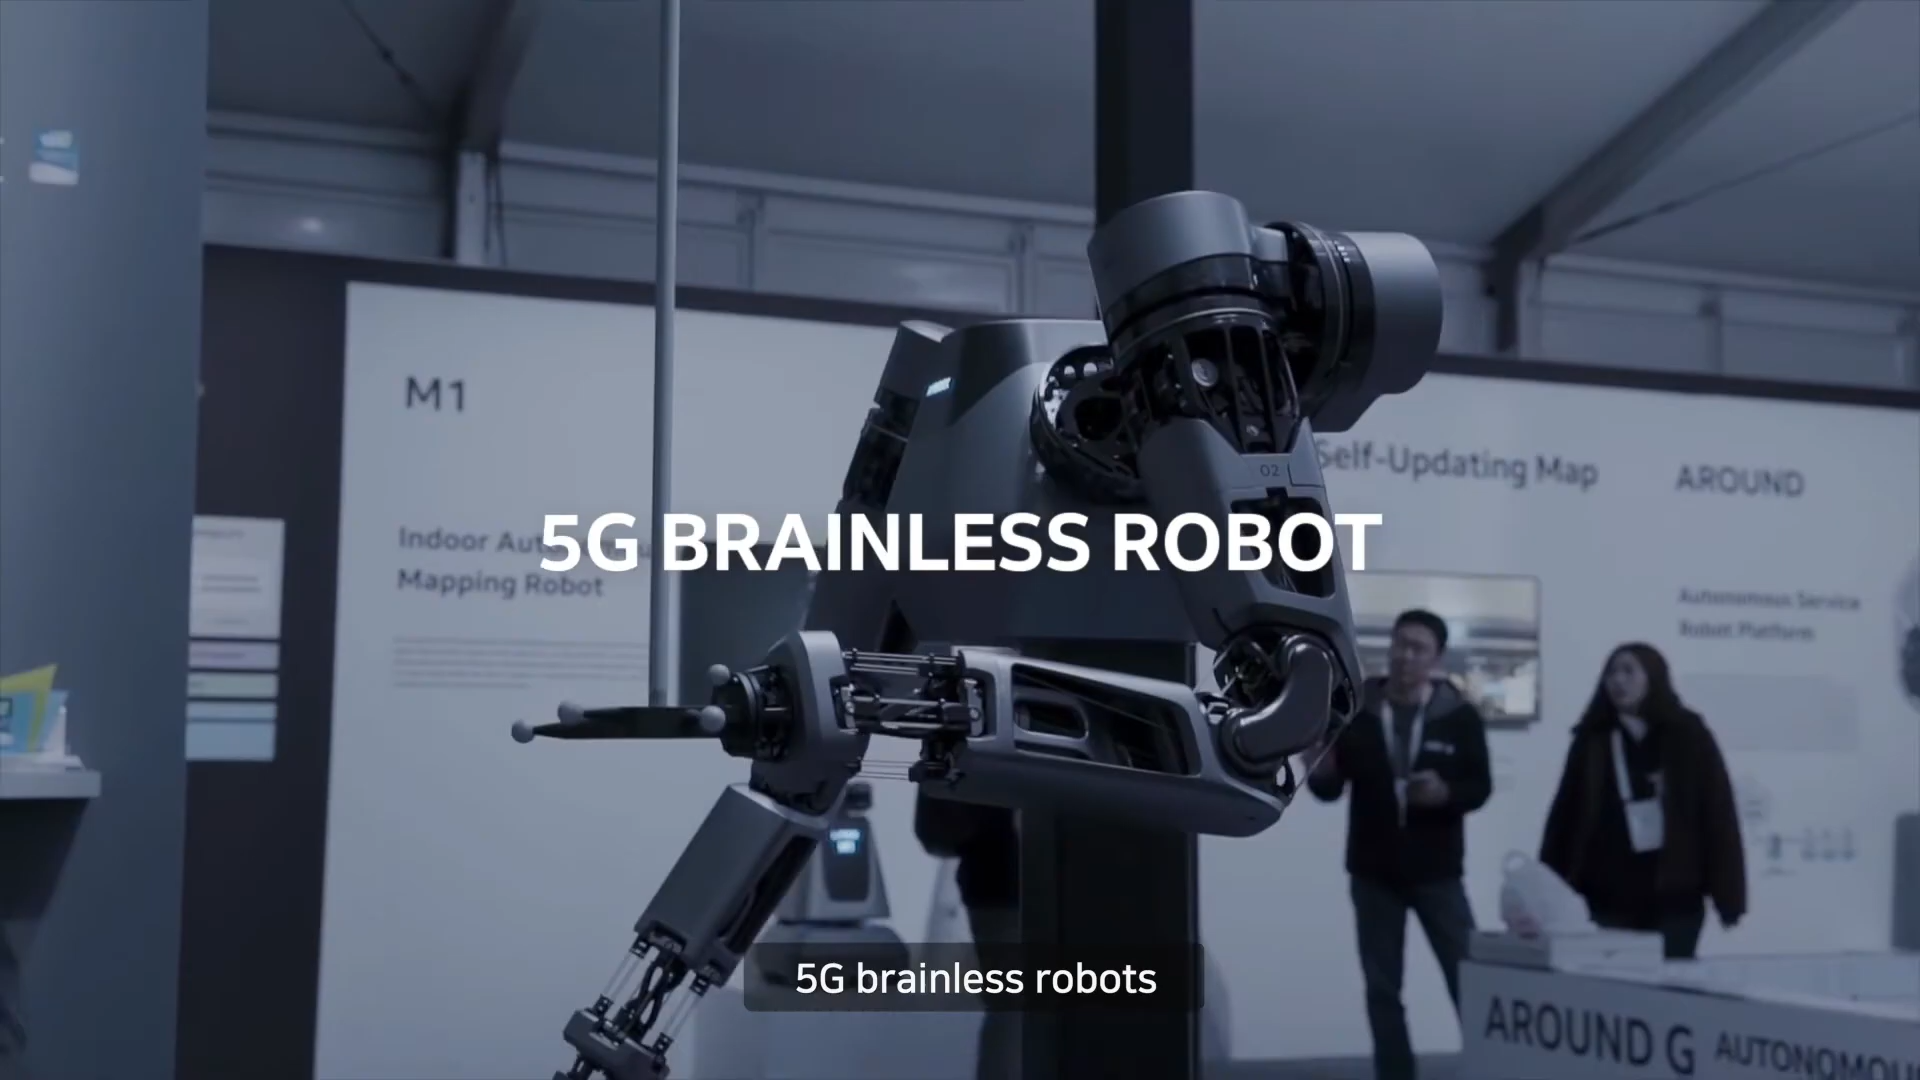 M1
Self-Updating Map
AROUND
02
5G BRAINLESS ROBOT
Indoor
Mapping Robot
Autonomous Service
Robot Platform
5G brainless robots
AROUND G AUTONOMOU